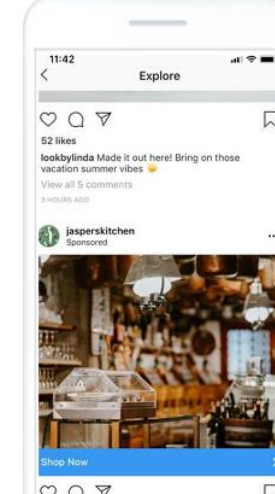 11:42
Explore
52 likes
lookbylinda Made it out here! Bring on those
vacation summer vibes
View all 5 comments
3 HOURS AGO
jasperskitchen
Sponsored
Shop Now